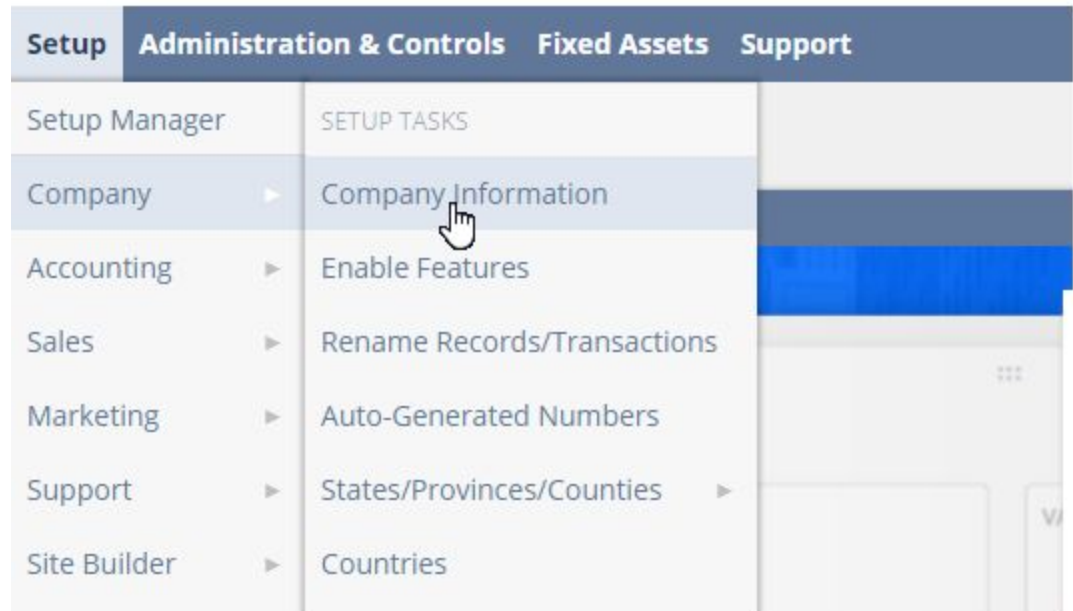 Setup Administration & Controls Fixed Assets Support
Setup Manager
Company
Accounting
Sales
Marketing
Support
Site Builder
SETUP TASKS
Company Information
Enable Features
Rename Records/Transactions
Auto-Generated Numbers
States/Provinces/Counties
Countries